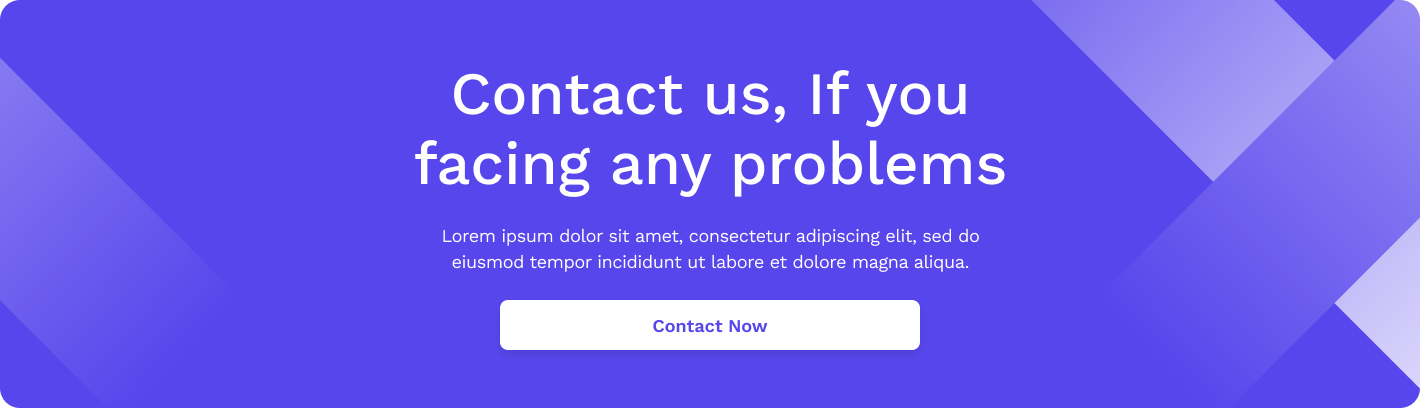 Contact us, If you
facing any problems
Lorem ipsum dolor sit amet, consectetur adipiscing elit, sed do
eiusmod tempor incididunt ut labore et dolore magna aliqua.
Contact Now